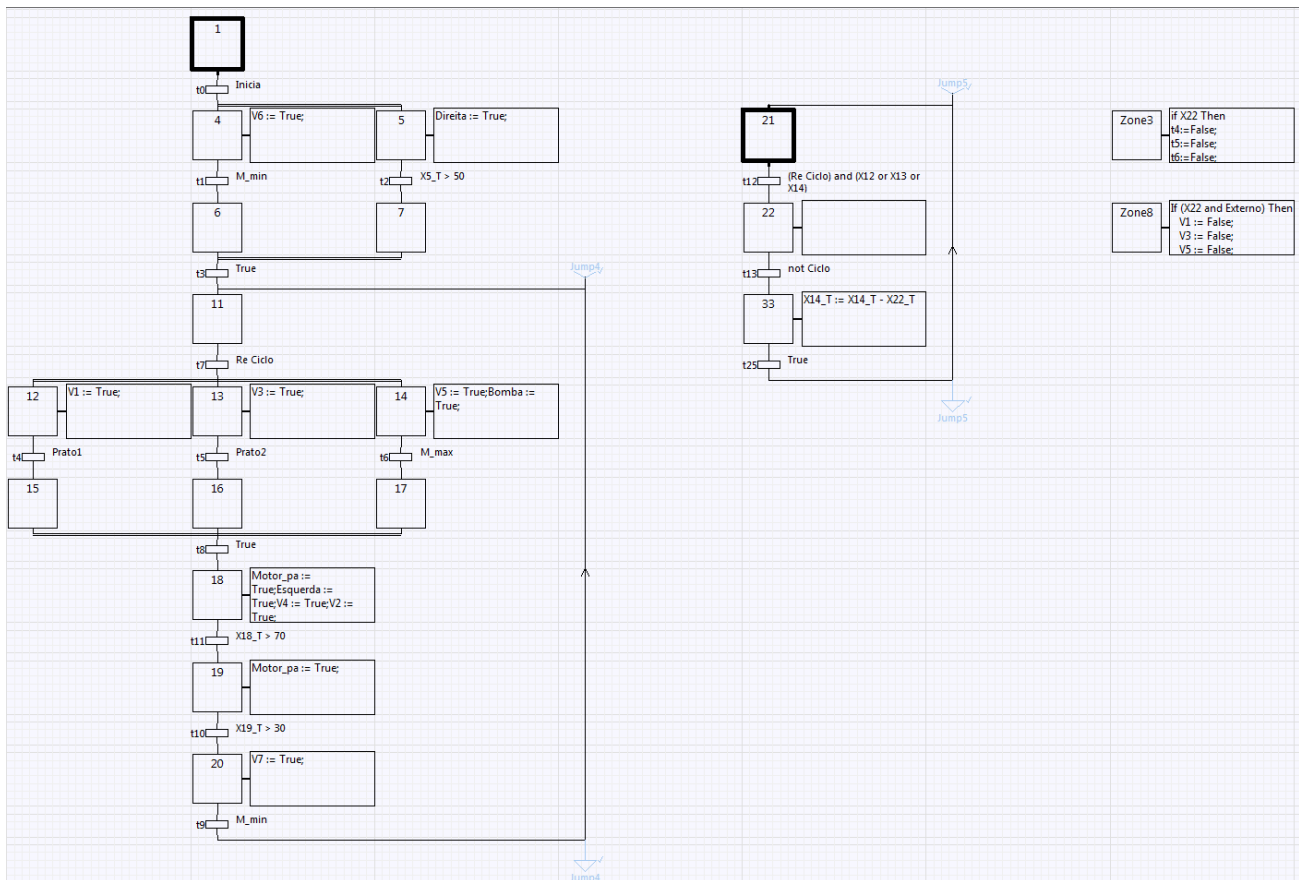 1
t0 Inicia
4
V6 := True;
5
Direita := True;
t1 M_min
t2 X5_T > 50
6
7
t3 True
Jump4
11
t7 Re Ciclo
12
V1 := True;
13
V3 := True;
14
V5 := True;Bomba :=
True;
t4 Prato1
t5 Prato2
t6 M_max
15
16
17
t8 True
18
Motor_pa :=
True;Esquerda :=
True;V4 := True;V2 :=
True;
t11 X18_T > 70
19
Motor_pa := True;
t10 X19_T > 30
20
V7 := True;
t9 M_min
Jump4
Jump5
21
t12 (Re Ciclo) and (X12 or X13 or
X14)
22
t13 not Ciclo
33
X14_T := X14_T - X22_T
t25 True
Jump5
Zone3
if X22 Then
t4:=False;
t5:=False;
t6:=False;
Zone8
If (X22 and Externo) Then
V1 := False;
V3 := False;
V5 := False;